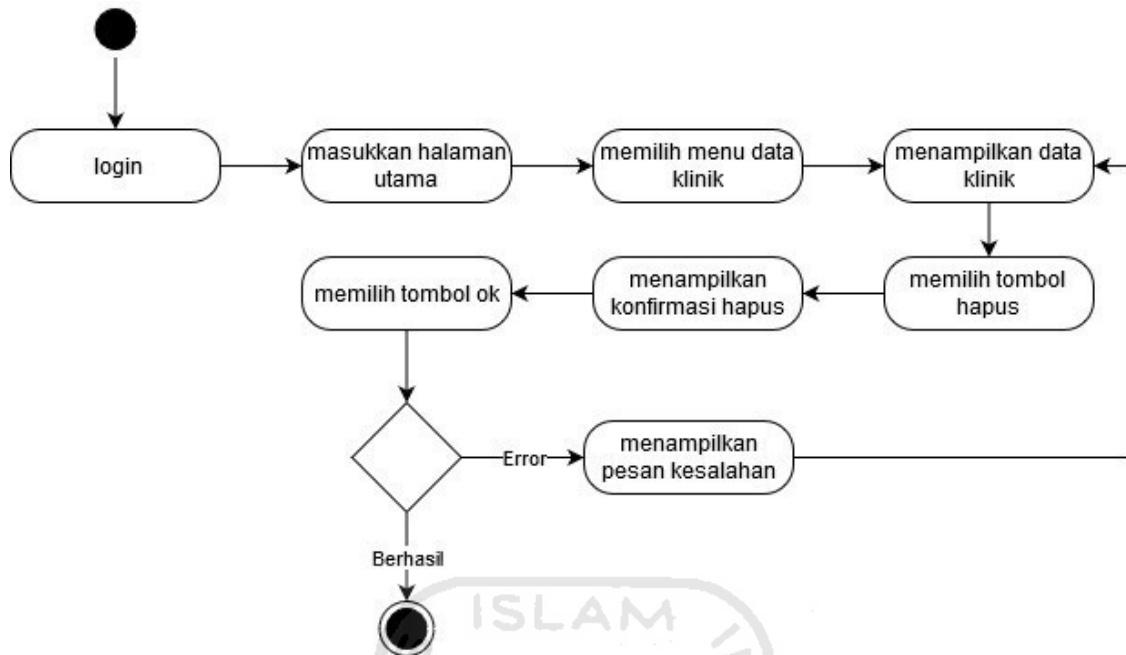 login
masukkan halaman
utama
memilih menu data
klinik
menampilkan data
klinik
memilih tombol ok
menampilkan
konfirmasi hapus
memilih tombol
hapus
Error
menampilkan
pesan kesalahan
Berhasil
ISLAM